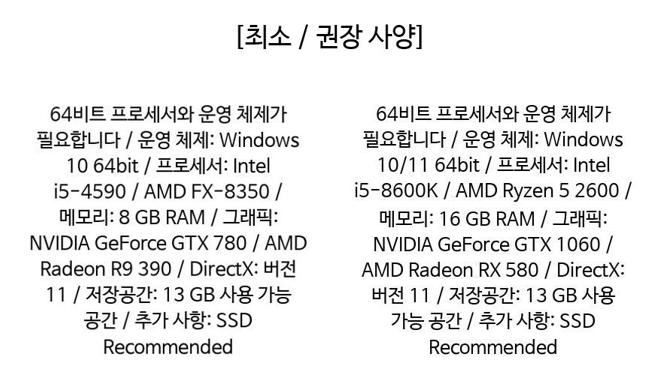 [최소 / 권장 사양]
64비트 프로세서와 운영 체제가
필요합니다 / 운영 체제: Windows
10 64bit / 프로세서: Intel
i5-4590 / AMD FX-8350 /
메모리: 8 GB RAM / 그래픽:
NVIDIA GeForce GTX 780 / AMD
Radeon R9 390 / DirectX: 버전
11 / 저장공간: 13 GB 사용 가능
공간 / 추가 사항: SSD
Recommended
64비트 프로세서와 운영 체제가
필요합니다 / 운영 체제: Windows
10/11 64bit / 프로세서: Intel
i5-8600K / AMD Ryzen 5 2600 /
메모리: 16 GB RAM / 그래픽:
NVIDIA GeForce GTX 1060 /
AMD Radeon RX 580 / DirectX:
버전 11 / 저장공간: 13 GB 사용
가능 공간 / 추가 사항: SSD
Recommended